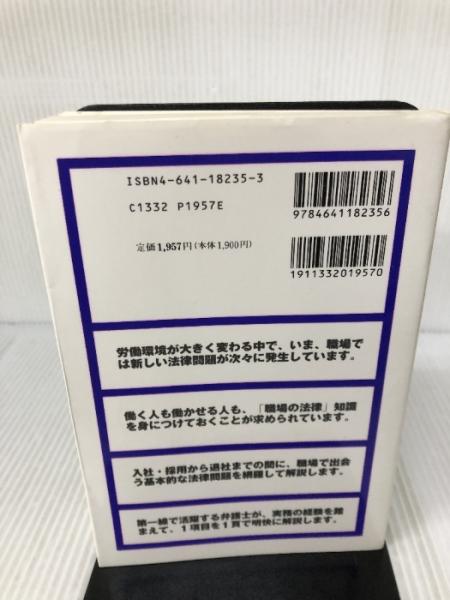 ISBN4-641-18235-3
C1332 P1957E
定価1,957円(本体1,900円)
9784641182356
1911332019570
労働環境が大きく変わる中で、いま、職場で
は新しい法律問題が次々に発生しています。
働く人も働かせる人も、「職場の法律」知識
を身につけておくことが求められています。
入社・採用から退社までの間に、職場で出会
う基本的な法律問題を網羅して解説します。
第一線で活躍する弁護士が、実務の経験を踏
まえて、1項目を1頁で明快に解説します。